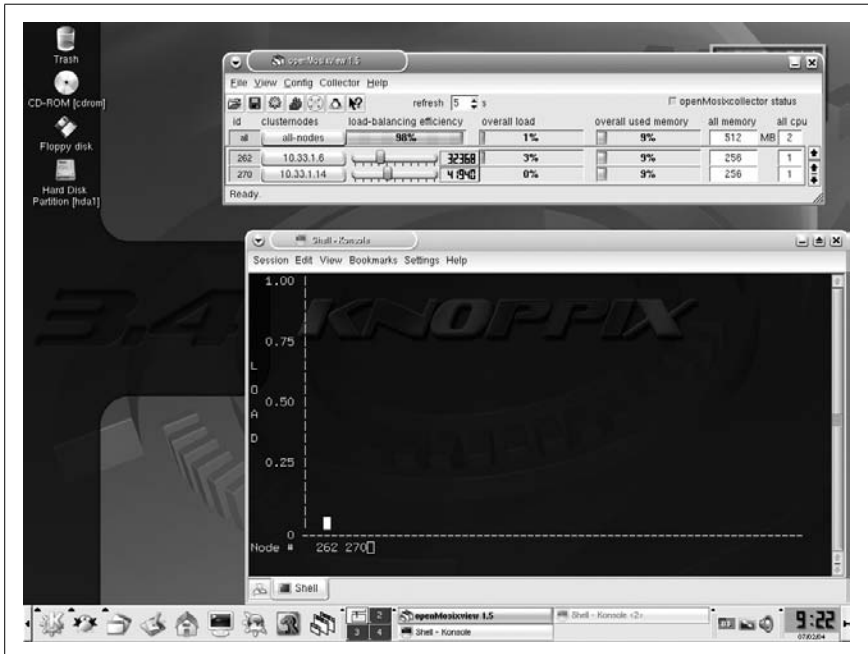 Trash
CD-ROM [cdrom]
Floppy disk
Hard Disk
Partition [hda1]
openMosixview 1.5
File View Config Collector Help
refresh 5 s openMosixcollector status
id clusternodes load-balancing efficiency overall load overall used memory all memory all cpu
all all-nodes 98% 1% 9% 512 MB 2
262 10.33.1.6 32368 3% 9% 256 1
270 10.33.1.14 41940 0% 9% 256 1
Ready.
Shell - Konsole
Session Edit View Bookmarks Settings Help
1.00
0.75
L
O 0.50
A
D
0.25
0
Node # 262 270
3.4 KNOPPIX
Shell
2
3 4
openMosixview 1.5
Shell - Konsole
Shell - Konsole <2>
9:22
07/02/04